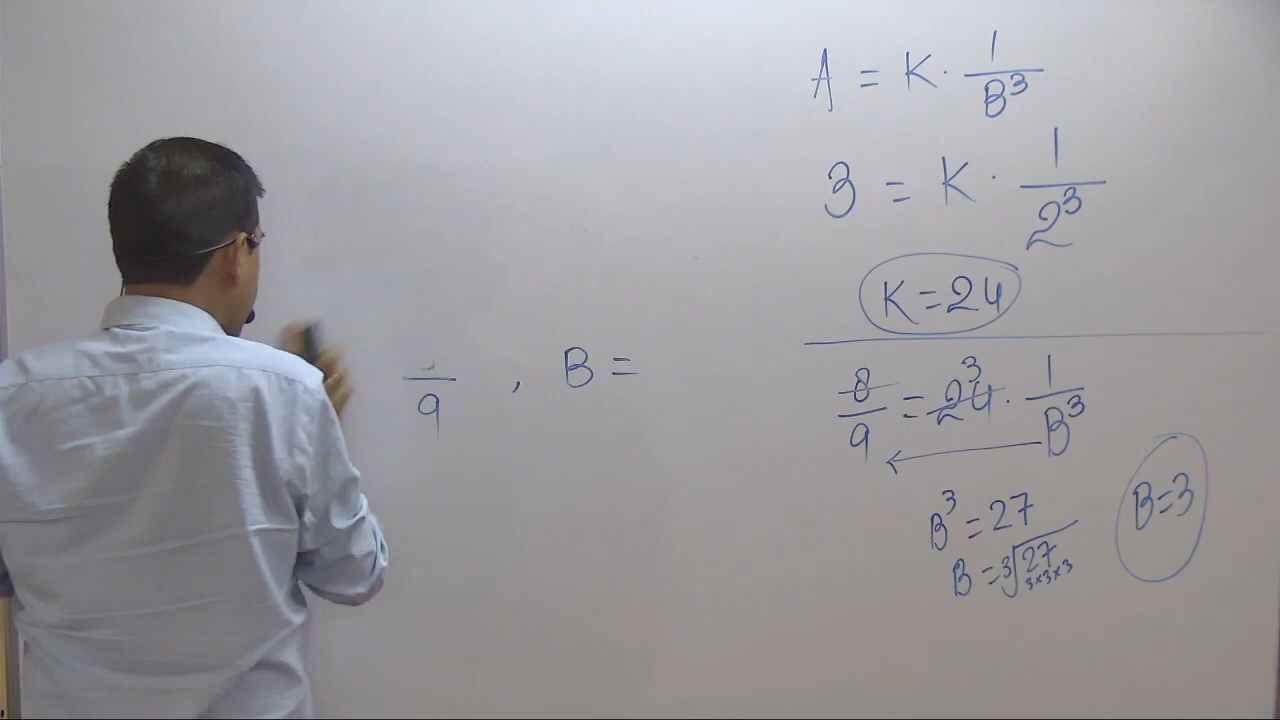 A = K · 1/B³
3 = K · 1/2³
K = 24
8/9 = 24 3 · 1/B³
/9 , B =
B³ = 27
B = ³√27
3×3×3
B = 3